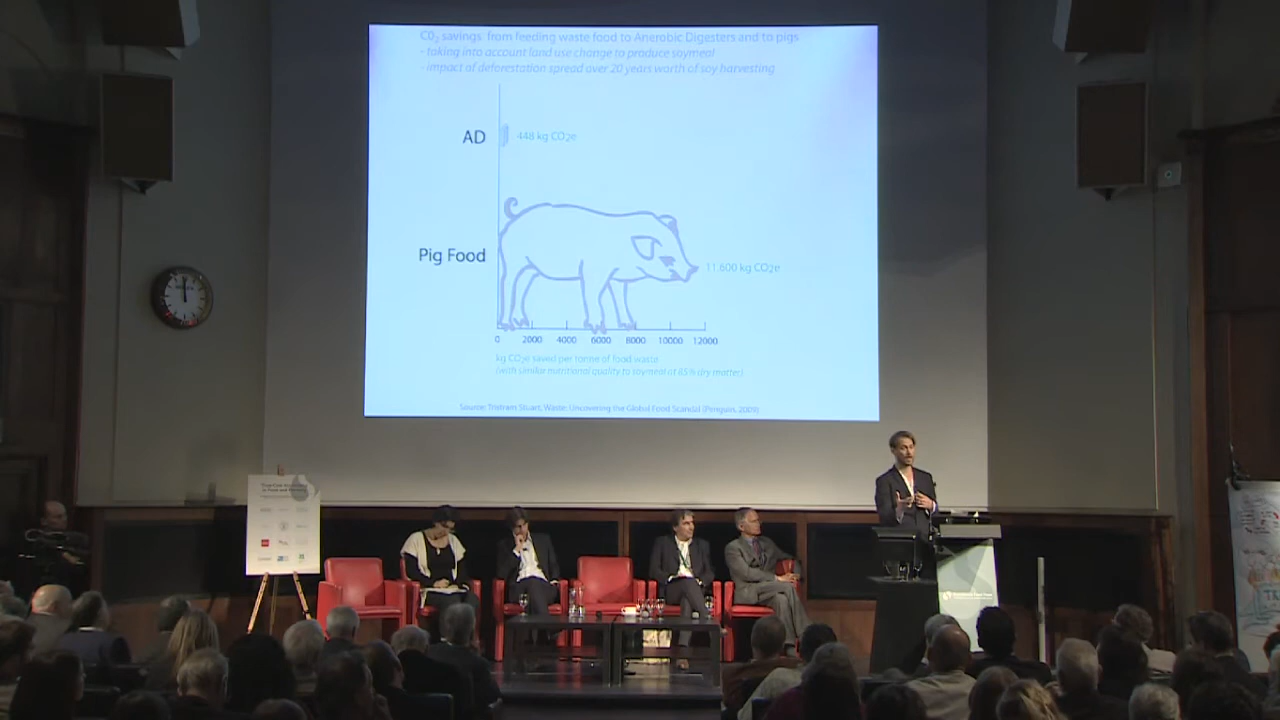 CO2 savings: from feeding waste food to Anerobic Digesters and to pigs
- taking into account land use change to produce soymeal
- impact of deforestation spread over 20 years worth of soy harvesting
AD
448 kg CO2e
Pig Food
11,600 kg CO2e
0 2000 4000 6000 8000 10000 12000
kg CO2e saved per tonne of food waste
(with similar nutritional quality to soymeal at 85% dry matter)
Source: Tristram Stuart, Waste: Uncovering the Global Food Scandal (Penguin, 2009)